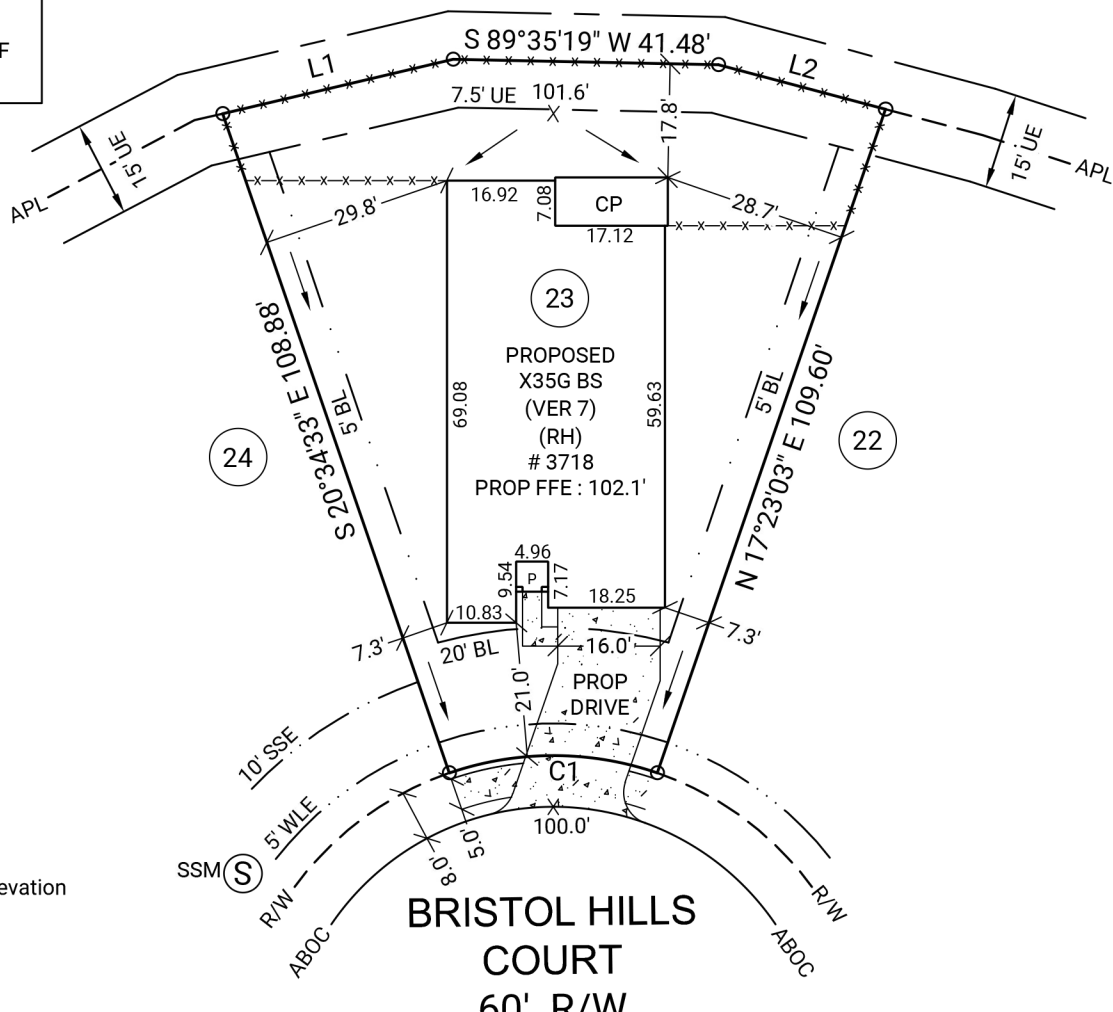 F
S 89°35'19" W 41.48'
L1
L2
7.5' UE
101.6'
17.8'
15' UE
15' UE
APL
APL
16.92
7.08
CP
17.12
29.8'
28.7'
23
PROPOSED
X35G BS
(VER 7)
(RH)
# 3718
PROP FFE : 102.1'
69.08
59.63
S 20°34'33" E 108.88'
5' BL
5' BL
N 17°23'03" E 109.60'
24
22
4.96
9.54
P
7.17
18.25
10.83
7.3'
7.3'
20' BL
16.0'
21.0'
PROP
DRIVE
10' SSE
C1
5' WLE
100.0'
5.0'
8.0'
SSM S
evation
R/W
R/W
ABOC
ABOC
BRISTOL HILLS
COURT
60' R/W